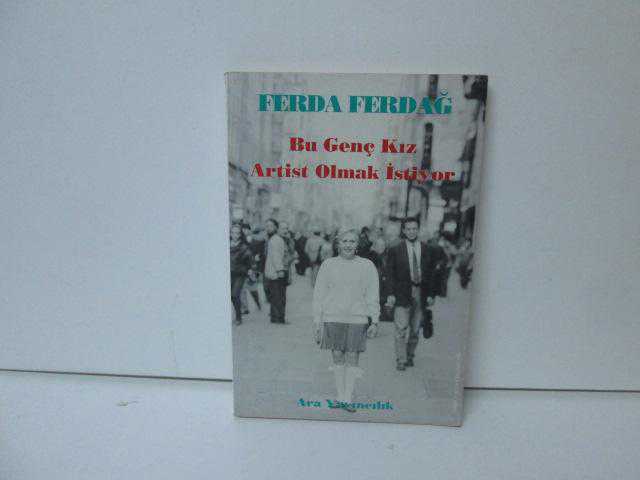 FERDA FERDAĞ
Bu Genç Kız
Artist Olmak İstiyor
Ara Yayıncılık